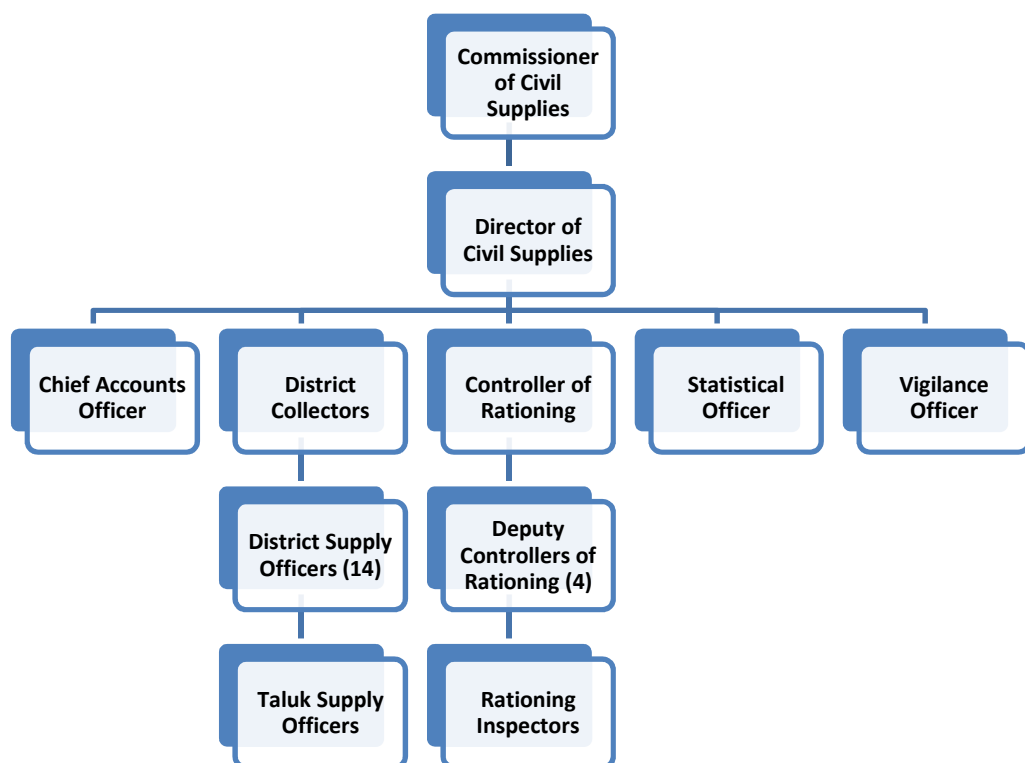 Commissioner
of Civil
Supplies
Director of
Civil Supplies
Chief Accounts
Officer
District
Collectors
Controller of
Rationing
Statistical
Officer
Vigilance
Officer
District Supply
Officers (14)
Deputy
Controllers of
Rationing (4)
Taluk Supply
Officers
Rationing
Inspectors